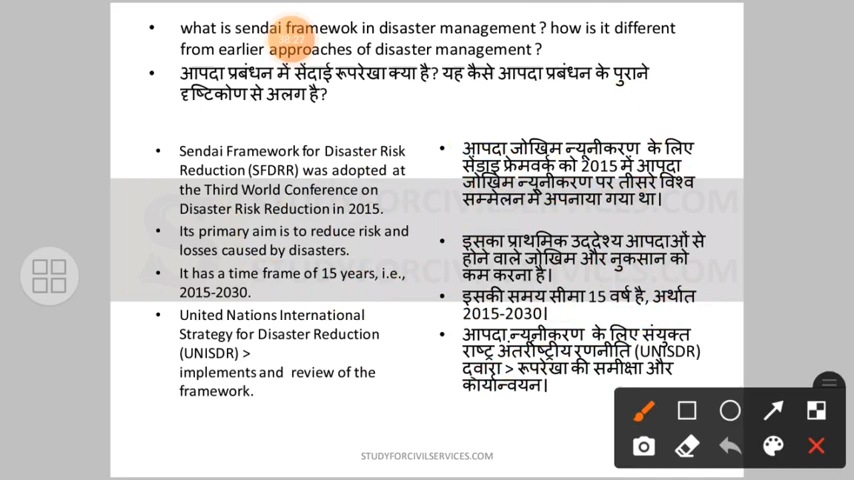 what is sendai framewok in disaster management ? how is it different
from earlier approaches of disaster management ?
आपदा प्रबंधन में सेंदाई रूपरेखा क्या है? यह कैसे आपदा प्रबंधन के पुराने
दृष्टिकोण से अलग है?
Sendai Framework for Disaster Risk
Reduction (SFDRR) was adopted at
the Third World Conference on
Disaster Risk Reduction in 2015.
Its primary aim is to reduce risk and
losses caused by disasters.
It has a time frame of 15 years, i.e.,
2015-2030.
United Nations International
Strategy for Disaster Reduction
(UNISDR) >
implements and review of the
framework.
आपदा जोखिम न्यूनीकरण के लिए
सेंडाइ फ्रेमवर्क को 2015 में आपदा
जोखिम न्यूनीकरण पर तीसरे विश्व
सम्मेलन में अपनाया गया था।
इसका प्राथमिक उद्देश्य आपदाओं से
होने वाले जोखिम और नुकसान को
कम करना है।
इसकी समय सीमा 15 वर्ष है, अर्थात
2015-2030।
आपदा न्यूनीकरण के लिए संयुक्त
राष्ट्र अंतर्राष्ट्रीय रणनीति (UNISDR)
द्वारा > रूपरेखा की समीक्षा और
कार्यान्वयन।
STUDYFORCIVILSERVICES.COM